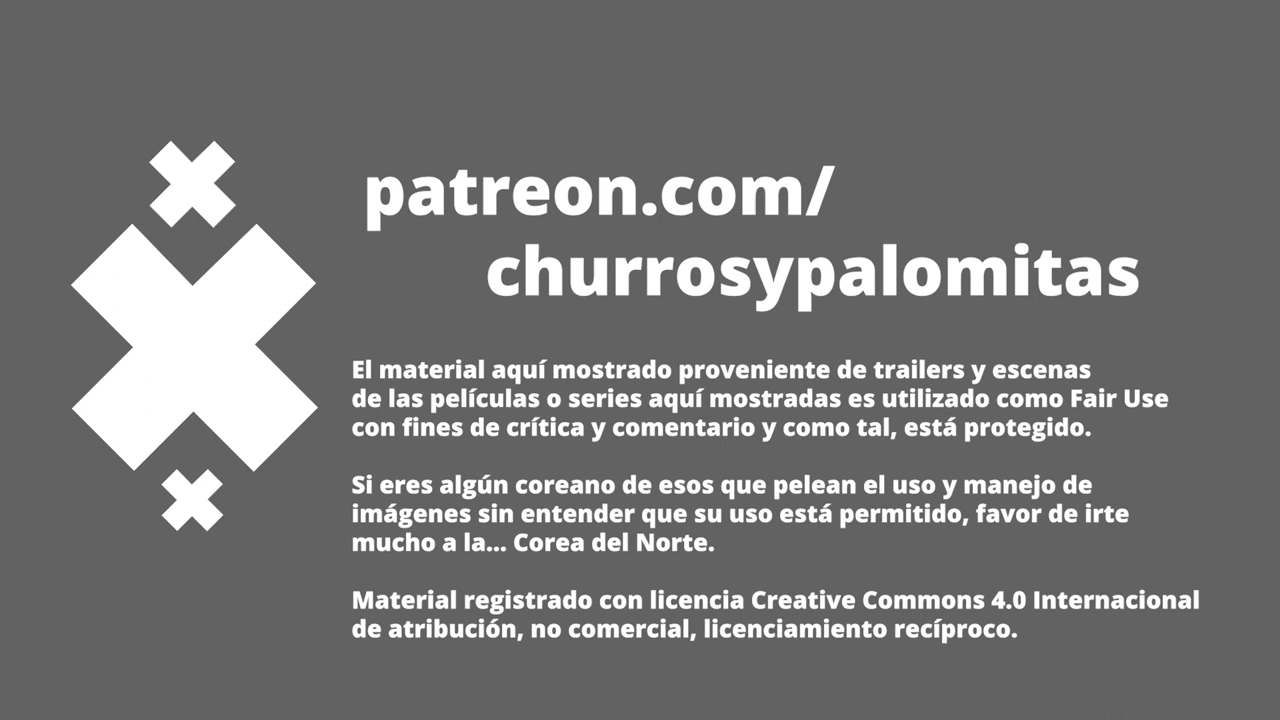 patreon.com/
churrosypalomitas
El material aquí mostrado proveniente de trailers y escenas
de las películas o series aquí mostradas es utilizado como Fair Use
con fines de crítica y comentario y como tal, está protegido.
Si eres algún coreano de esos que pelean el uso y manejo de
imágenes sin entender que su uso está permitido, favor de irte
mucho a la... Corea del Norte.
Material registrado con licencia Creative Commons 4.0 Internacional
de atribución, no comercial, licenciamiento recíproco.